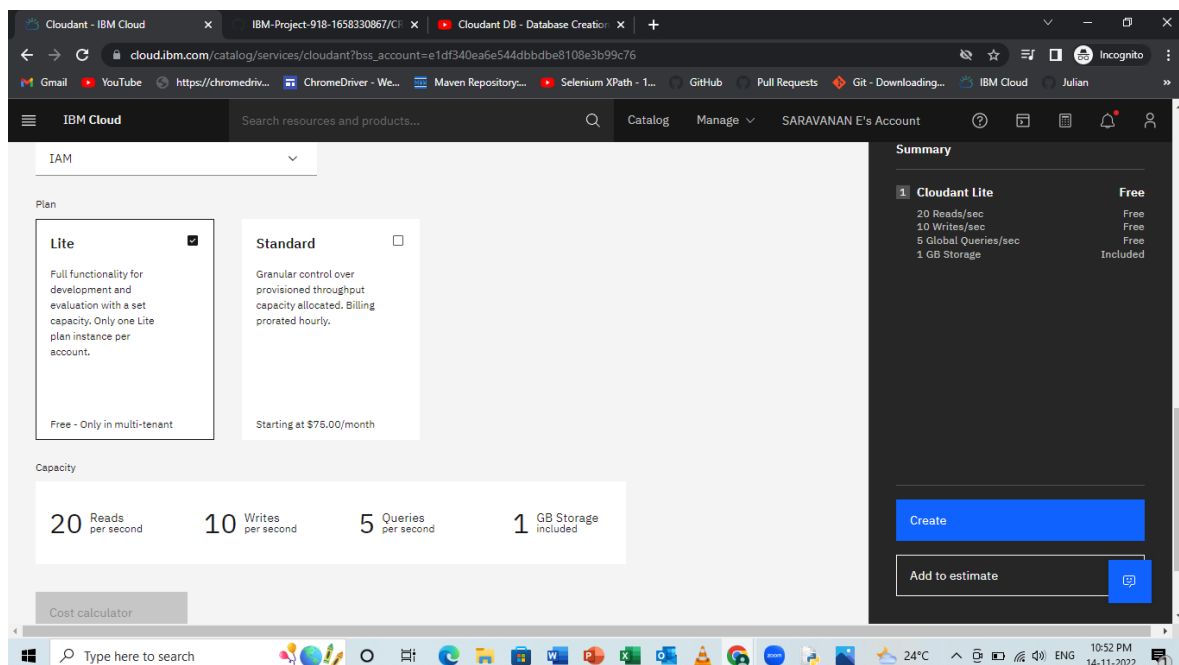 Cloudant - IBM Cloud
IBM-Project-918-1658330867/CR
Cloudant DB - Database Creation
cloud.ibm.com/catalog/services/cloudant?bss_account=e1df340ea6e544dbbdbe8108e3b99c76
Incognito
Gmail YouTube https://chromedriv... ChromeDriver - We... Maven Repository:... Selenium XPath - 1... GitHub Pull Requests Git - Downloading... IBM Cloud Julian »
IBM Cloud Search resources and products... Catalog Manage SARAVANAN E's Account
IAM
Plan
Lite
Full functionality for
development and
evaluation with a set
capacity. Only one Lite
plan instance per
account.
Free - Only in multi-tenant
Standard
Granular control over
provisioned throughput
capacity allocated. Billing
prorated hourly.
Starting at $75.00/month
Capacity
20 Reads per second
10 Writes per second
5 Queries per second
1 GB Storage included
Cost calculator
Summary
1 Cloudant Lite Free
20 Reads/sec Free
10 Writes/sec Free
5 Global Queries/sec Free
1 GB Storage Included
Create
Add to estimate
Type here to search
zoom
24°C
ENG
10:52 PM
14-11-2022